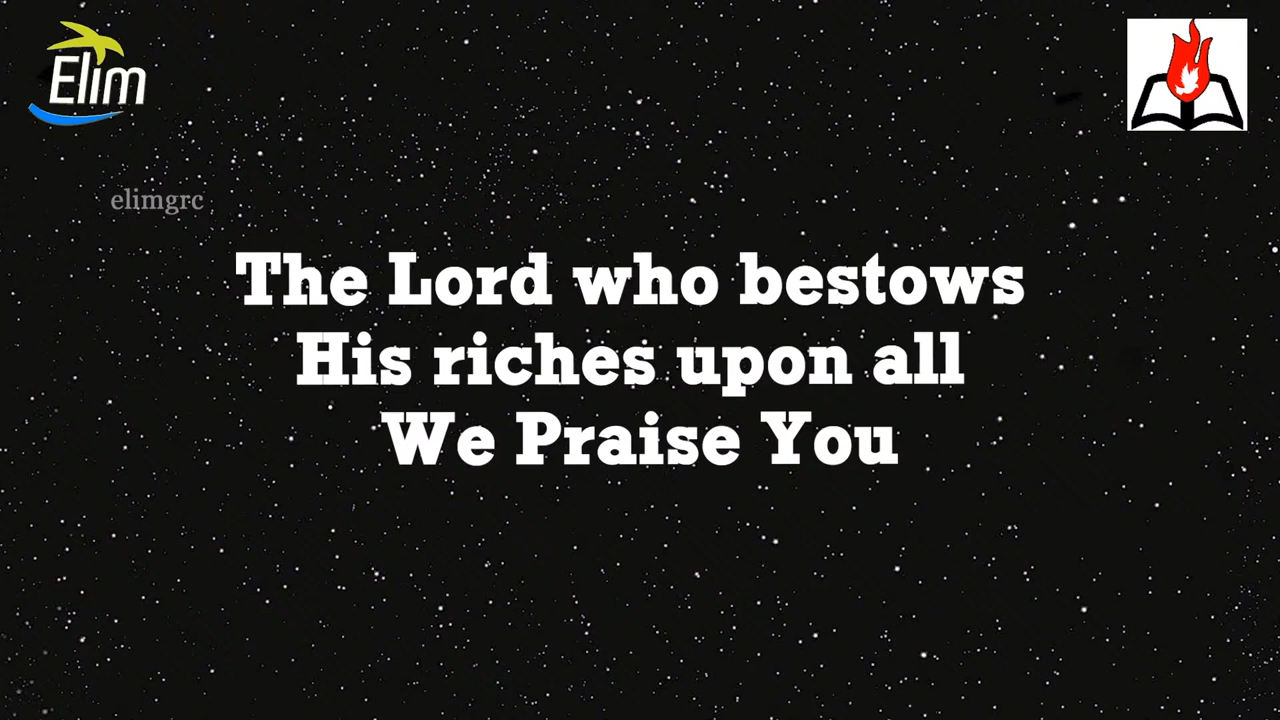 Elim
elimgrc
The Lord who bestows
His riches upon all
We Praise You